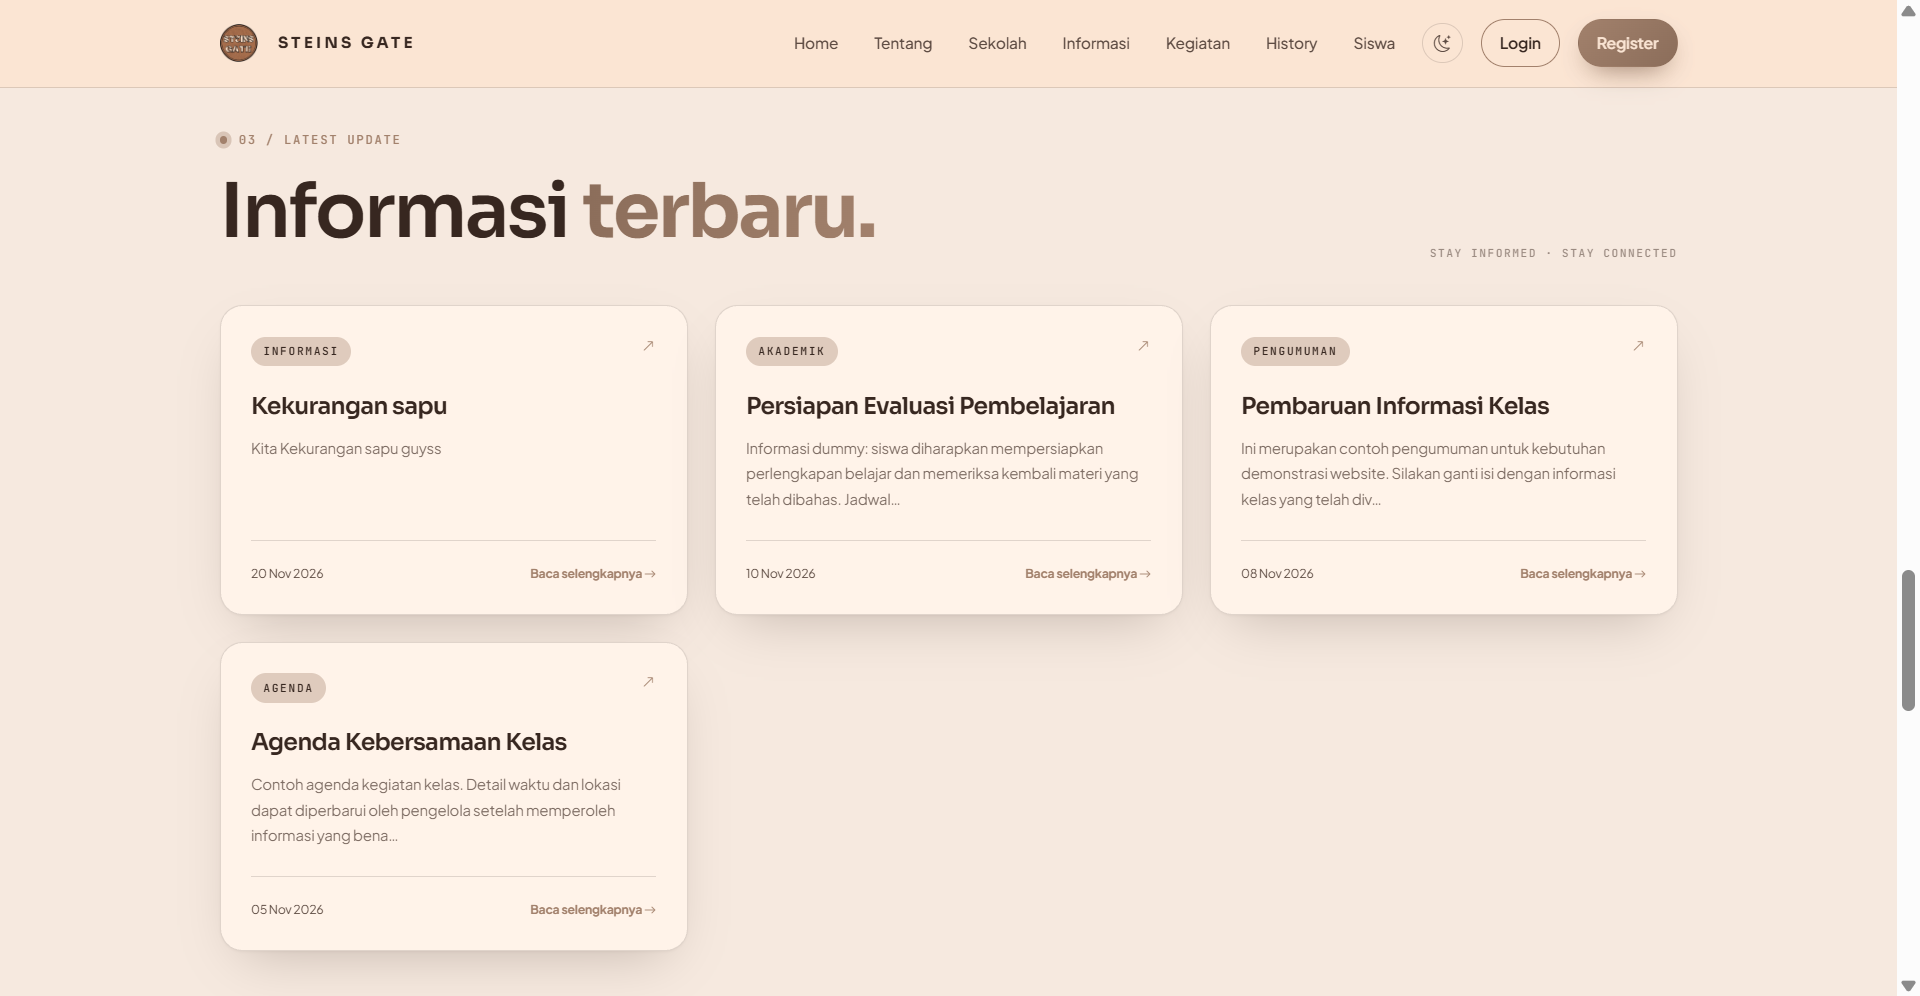 STEINS GATE
STEINS GATE Home Tentang Sekolah Informasi Kegiatan History Siswa Login Register
03 / LATEST UPDATE
Informasi terbaru.
STAY INFORMED · STAY CONNECTED
INFORMASI ↗
Kekurangan sapu
Kita Kekurangan sapu guyss
20 Nov 2026 Baca selengkapnya →
AKADEMIK ↗
Persiapan Evaluasi Pembelajaran
Informasi dummy: siswa diharapkan mempersiapkan
perlengkapan belajar dan memeriksa kembali materi yang
telah dibahas. Jadwal...
10 Nov 2026 Baca selengkapnya →
PENGUMUMAN ↗
Pembaruan Informasi Kelas
Ini merupakan contoh pengumuman untuk kebutuhan
demonstrasi website. Silakan ganti isi dengan informasi
kelas yang telah div...
08 Nov 2026 Baca selengkapnya →
AGENDA ↗
Agenda Kebersamaan Kelas
Contoh agenda kegiatan kelas. Detail waktu dan lokasi
dapat diperbarui oleh pengelola setelah memperoleh
informasi yang bena...
05 Nov 2026 Baca selengkapnya →